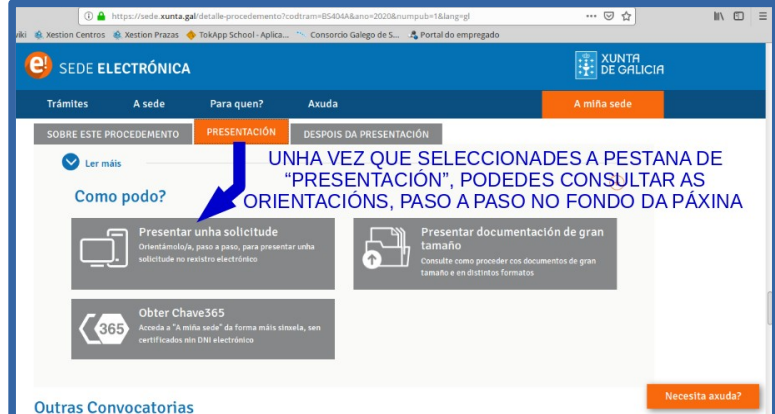 https://sede.xunta.gal/detalle-procedemento?codtram=BS404A&ano=2020&numpub=1&lang=gl
Xestion Centros Xestion Prazas TokApp School - Aplica... Consorcio Galego de S... Portal do empregado
SEDE ELECTRÓNICA
XUNTA
DE GALICIA
Trámites A sede Para quen? Axuda A miña sede
SOBRE ESTE PROCEDEMENTO PRESENTACIÓN DESPOIS DA PRESENTACIÓN
Ler máis
UNHA VEZ QUE SELECCIONADES A PESTANA DE
“PRESENTACIÓN”, PODEDES CONSULTAR AS
ORIENTACIÓNS, PASO A PASO NO FONDO DA PÁXINA
Como podo?
Presentar unha solicitude
Orientámolo/a, paso a paso, para presentar unha
solicitude no rexistro electrónico
Presentar documentación de gran
tamaño
Consulte como proceder cos documentos de gran
tamaño e en distintos formatos
365
Obter Chave365
Acceda a "A miña sede" da forma máis sinxela, sen
certificados nin DNI electrónico
Necesita axuda?
Outras Convocatorias